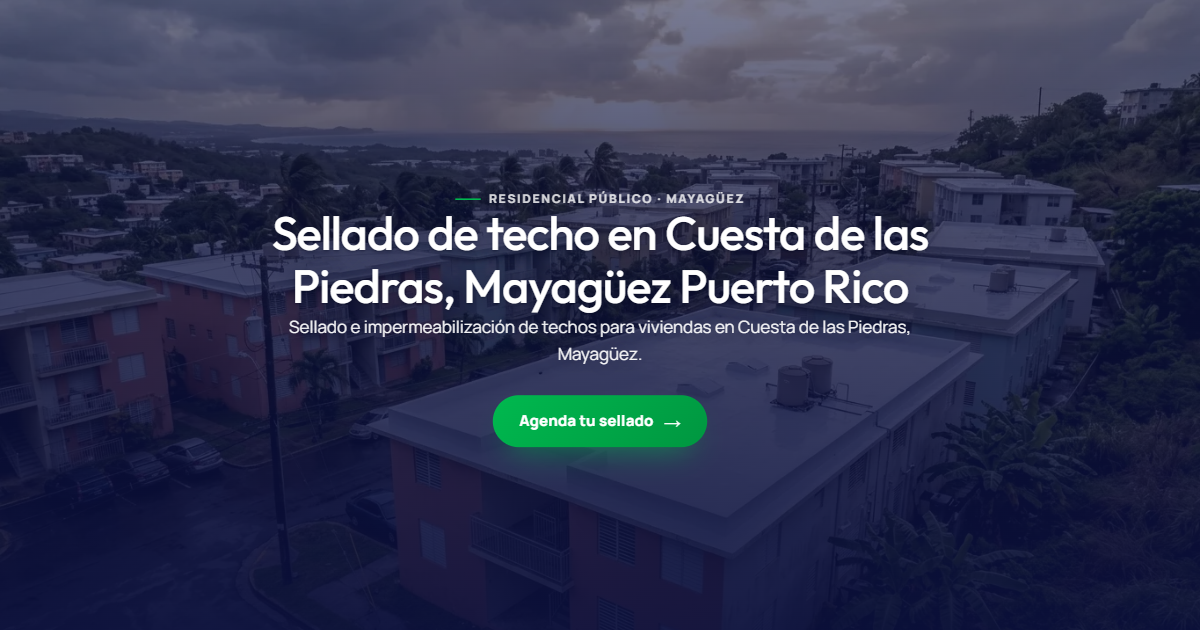 RESIDENCIAL PÚBLICO · MAYAGÜEZ
Sellado de techo en Cuesta de las
Piedras, Mayagüez Puerto Rico
Sellado e impermeabilización de techos para viviendas en Cuesta de las Piedras,
Mayagüez.
Agenda tu sellado →